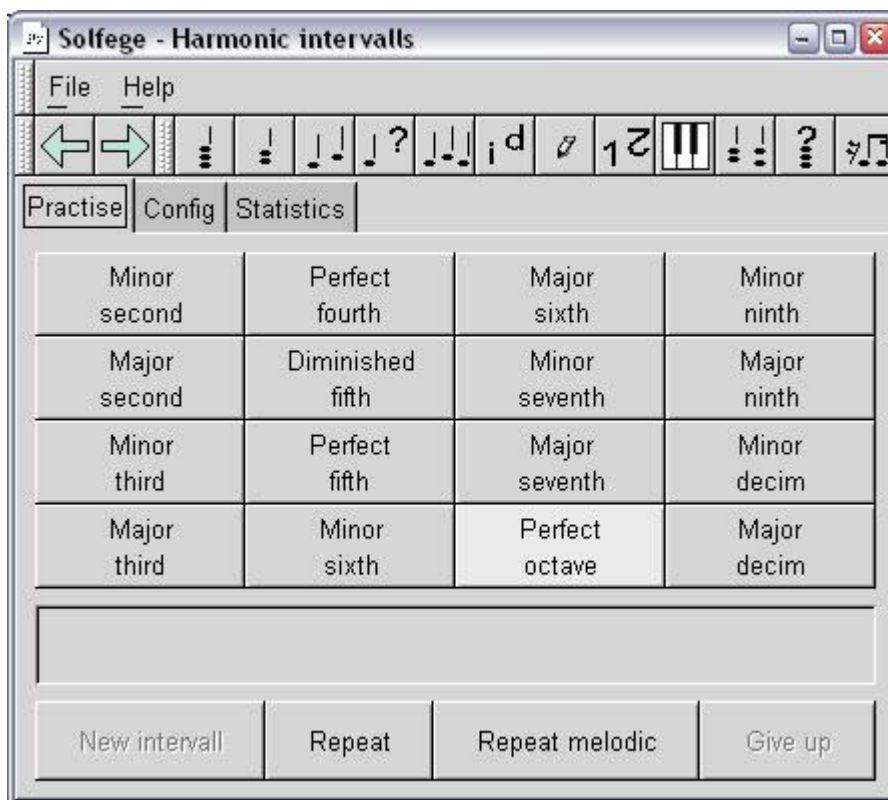 Solfege - Harmonic intervalls
File Help
Practise Config Statistics
Minor second
Perfect fourth
Major sixth
Minor ninth
Major second
Diminished fifth
Minor seventh
Major ninth
Minor third
Perfect fifth
Major seventh
Minor decim
Major third
Minor sixth
Perfect octave
Major decim
New intervall Repeat Repeat melodic Give up